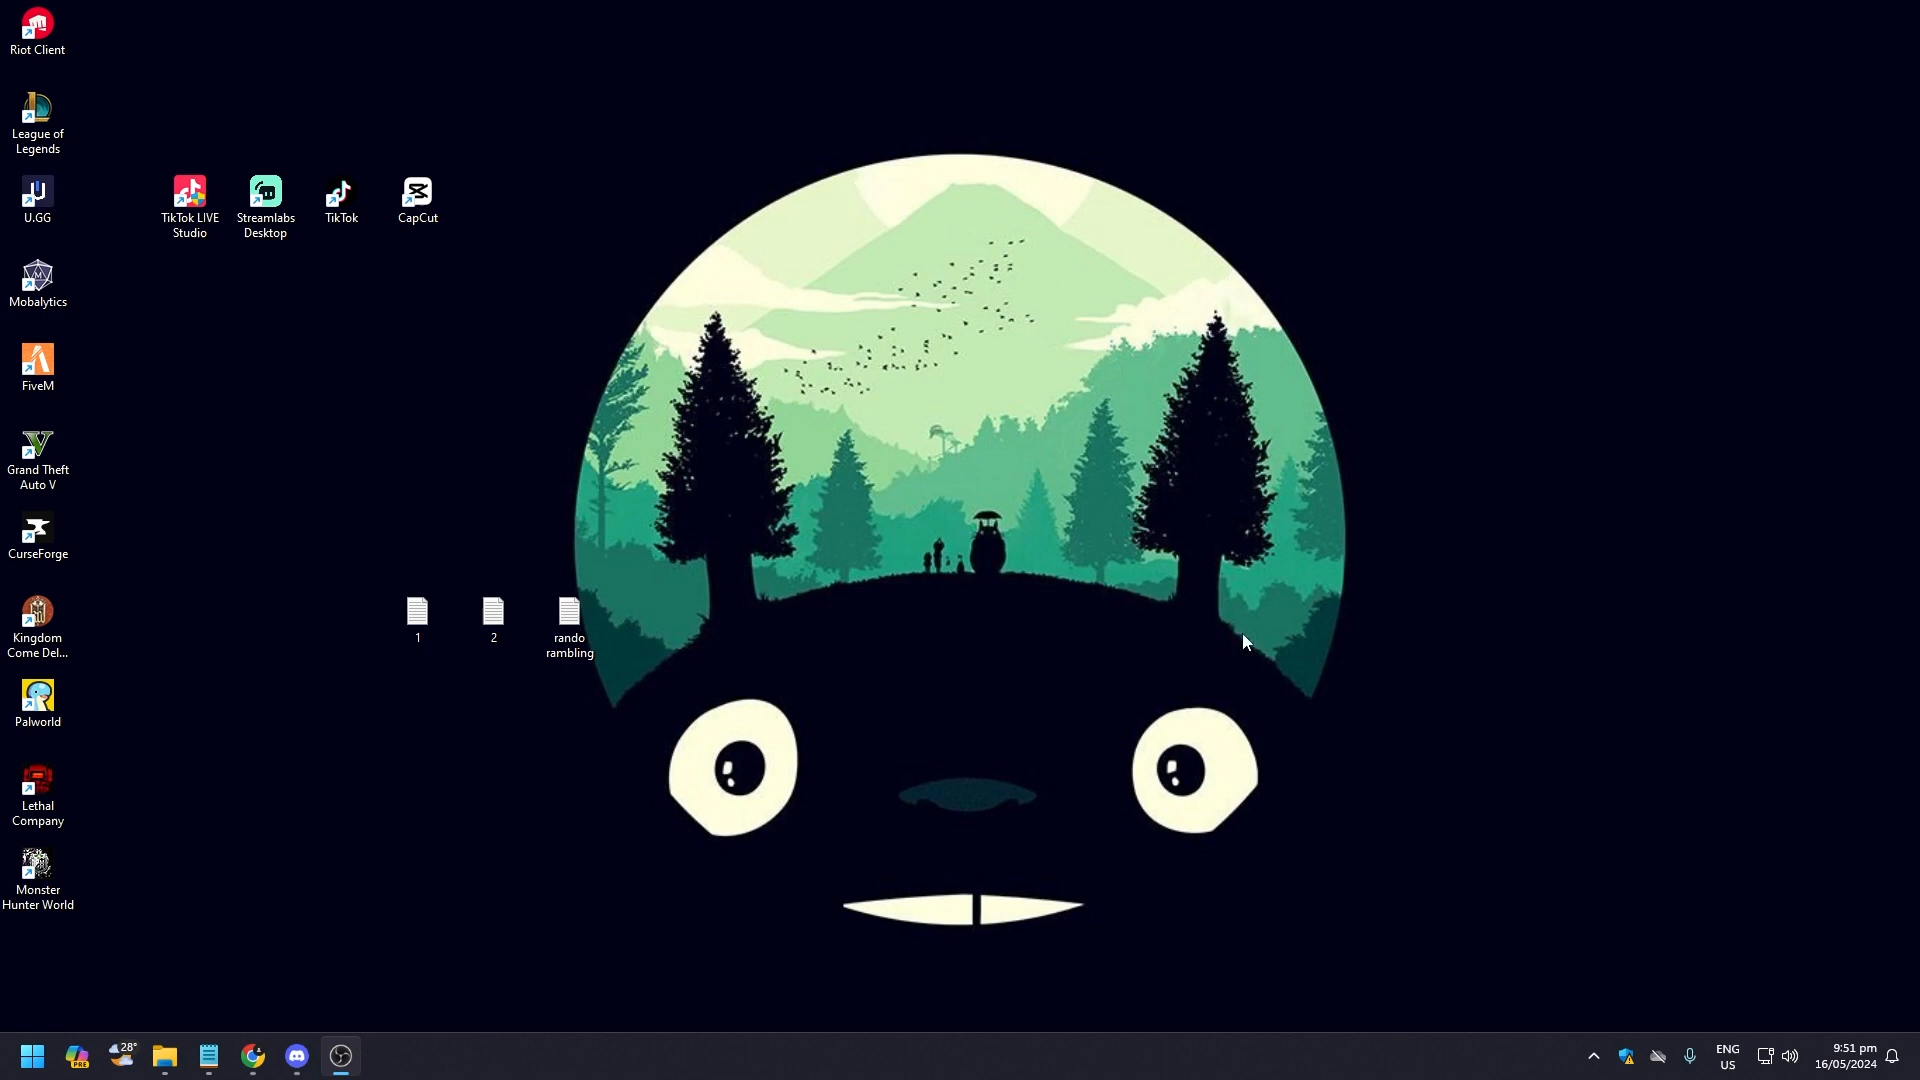 Riot Client
League of
Legends
U.GG
Mobalytics
FiveM
Grand Theft
Auto V
CurseForge
Kingdom
Come Del...
Palworld
Lethal
Company
Monster
Hunter World
TikTok LIVE
Studio
Streamlabs
Desktop
TikTok
CapCut
1
2
rando
rambling
PRE
28°
ENG
US
9:51 pm
16/05/2024